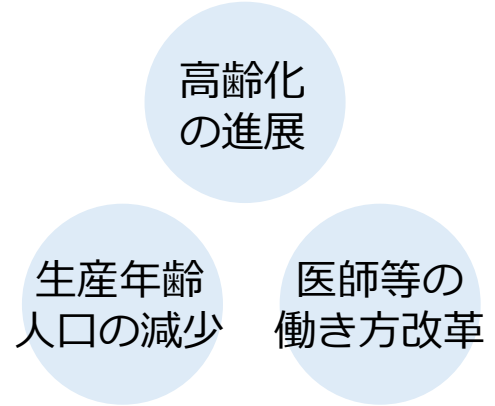 高齢化
の進展
生産年齢
人口の減少
医師等の
働き方改革